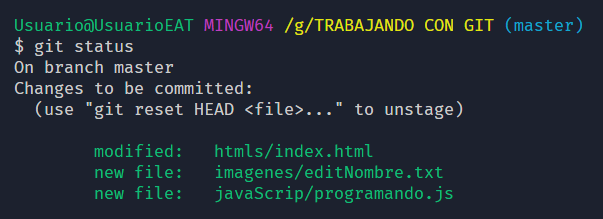 Usuario@UsuarioEAT MINGW64 /g/TRABAJANDO CON GIT (master)
$ git status
On branch master
Changes to be committed:
  (use "git reset HEAD <file>..." to unstage)

        modified:   htmls/index.html
        new file:   imagenes/editNombre.txt
        new file:   javaScrip/programando.js